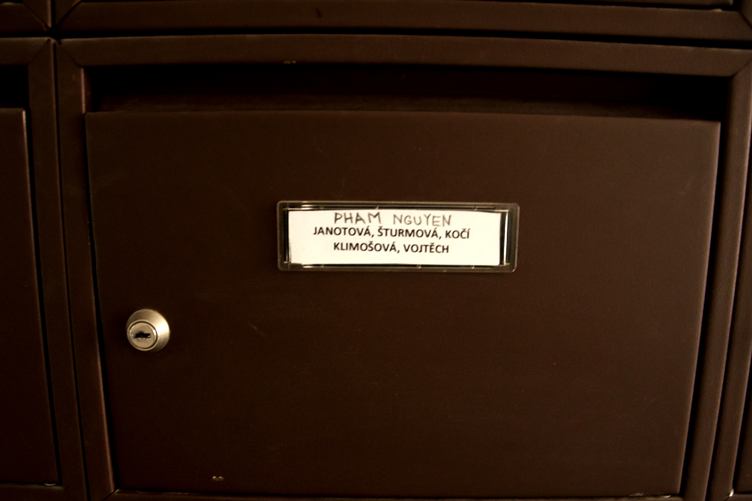 PHAM NGUYEN
JANOTOVÁ, ŠTURMOVÁ, KOČÍ
KLIMOŠOVÁ, VOJTĚCH